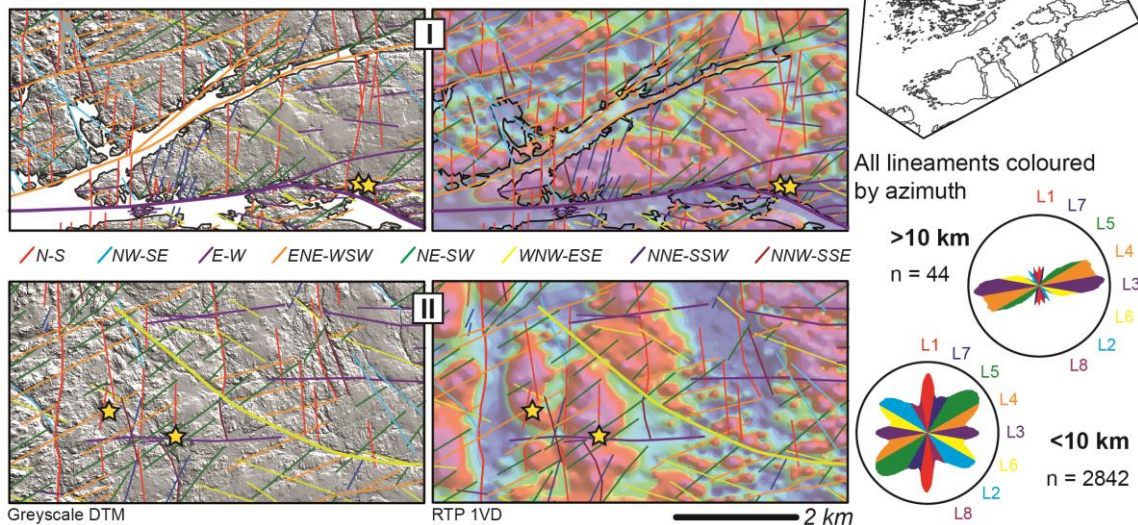 I
N-S NW-SE E-W ENE-WSW NE-SW WNW-ESE NNE-SSW NNW-SSE
II
Greyscale DTM
RTP 1VD
2 km
All lineaments coloured
by azimuth
>10 km
n = 44
L1
L7
L5
L4
L3
L6
L2
L8
L1
L7
L5
L4
L3
L6
L2
L8
<10 km
n = 2842